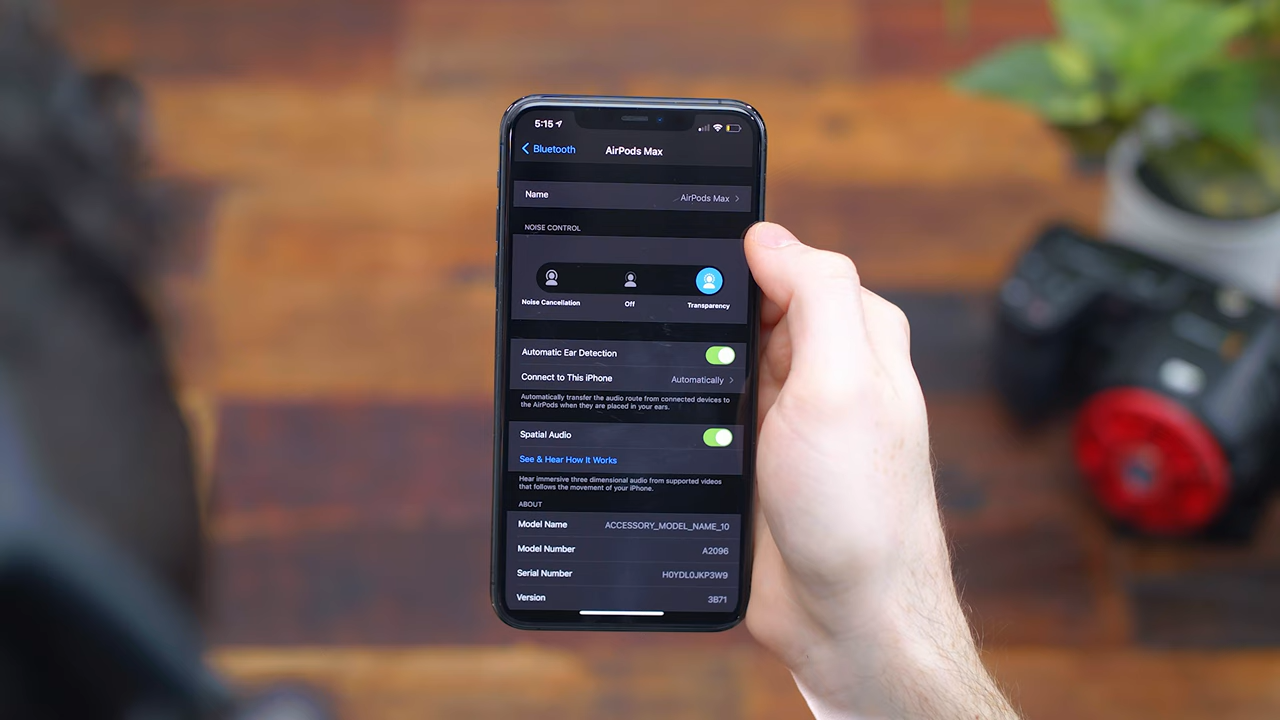 5:15
Bluetooth AirPods Max
Name AirPods Max
NOISE CONTROL
Noise Cancellation Off Transparency
Automatic Ear Detection
Connect to This iPhone Automatically
Automatically transfer the audio route from connected devices to
the AirPods when they are placed in your ears.
Spatial Audio
See & Hear How It Works
Hear immersive three dimensional audio from supported videos
that follows the movement of your iPhone.
ABOUT
Model Name ACCESSORY_MODEL_NAME_10
Model Number A2096
Serial Number H0YDL0JKP3W9
Version 3B71